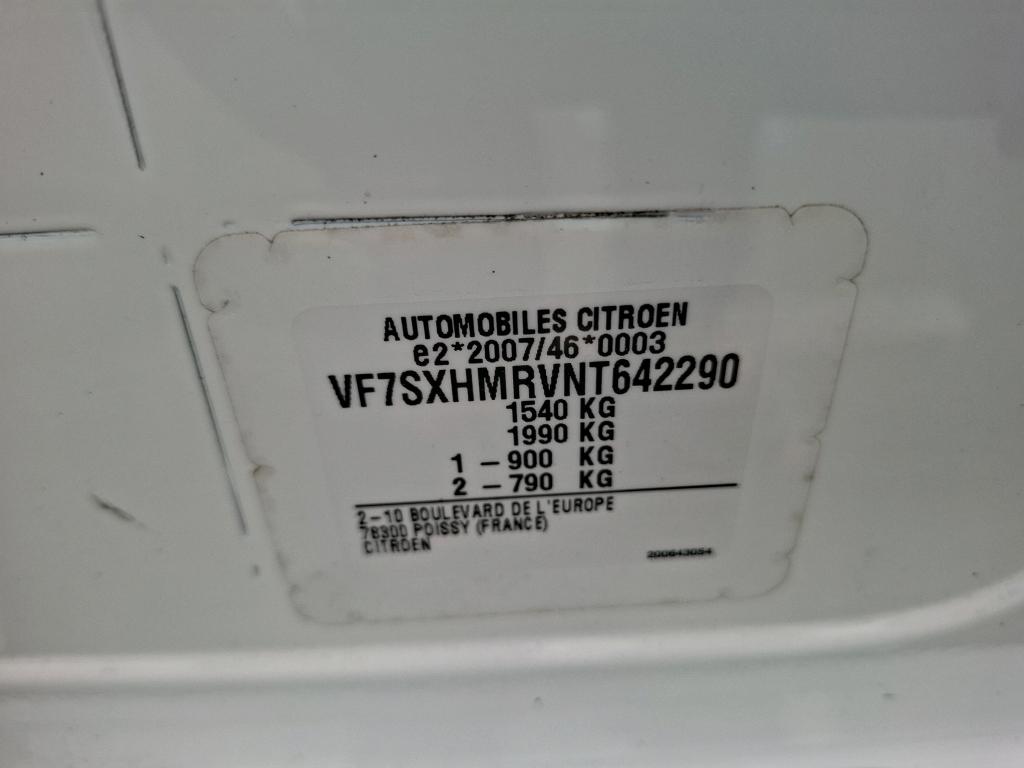 AUTOMOBILES CITROEN
e2*2007/46*0003
VF7SXHMRVNT642290
1540 KG
1990 KG
1 - 900 KG
2 - 790 KG
2-10 BOULEVARD DE L'EUROPE
78300 POISSY (FRANCE)
CITROEN
200643054